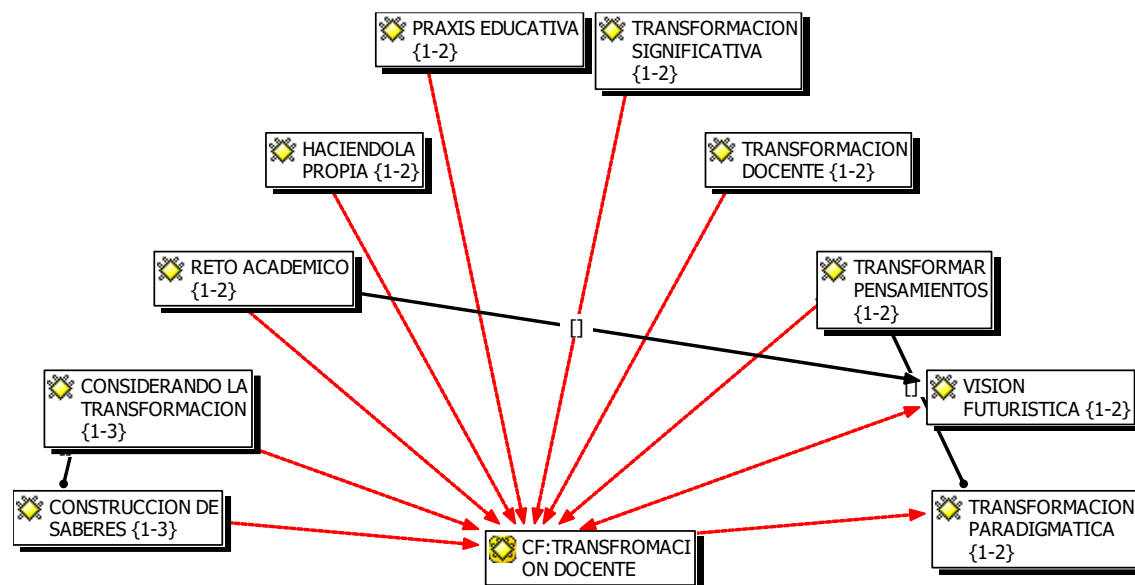 PRAXIS EDUCATIVA
{1-2}
TRANSFORMACION
SIGNIFICATIVA
{1-2}
HACIENDOLA
PROPIA {1-2}
TRANSFORMACION
DOCENTE {1-2}
RETO ACADEMICO
{1-2}
TRANSFORMAR
PENSAMIENTOS
{1-2}
[]
CONSIDERANDO LA
TRANSFORMACION
{1-3}
[]
VISION
FUTURISTICA {1-2}
CONSTRUCCION DE
SABERES {1-3}
TRANSFORMACION
PARADIGMATICA
{1-2}
CF:TRANSFROMACI
ON DOCENTE